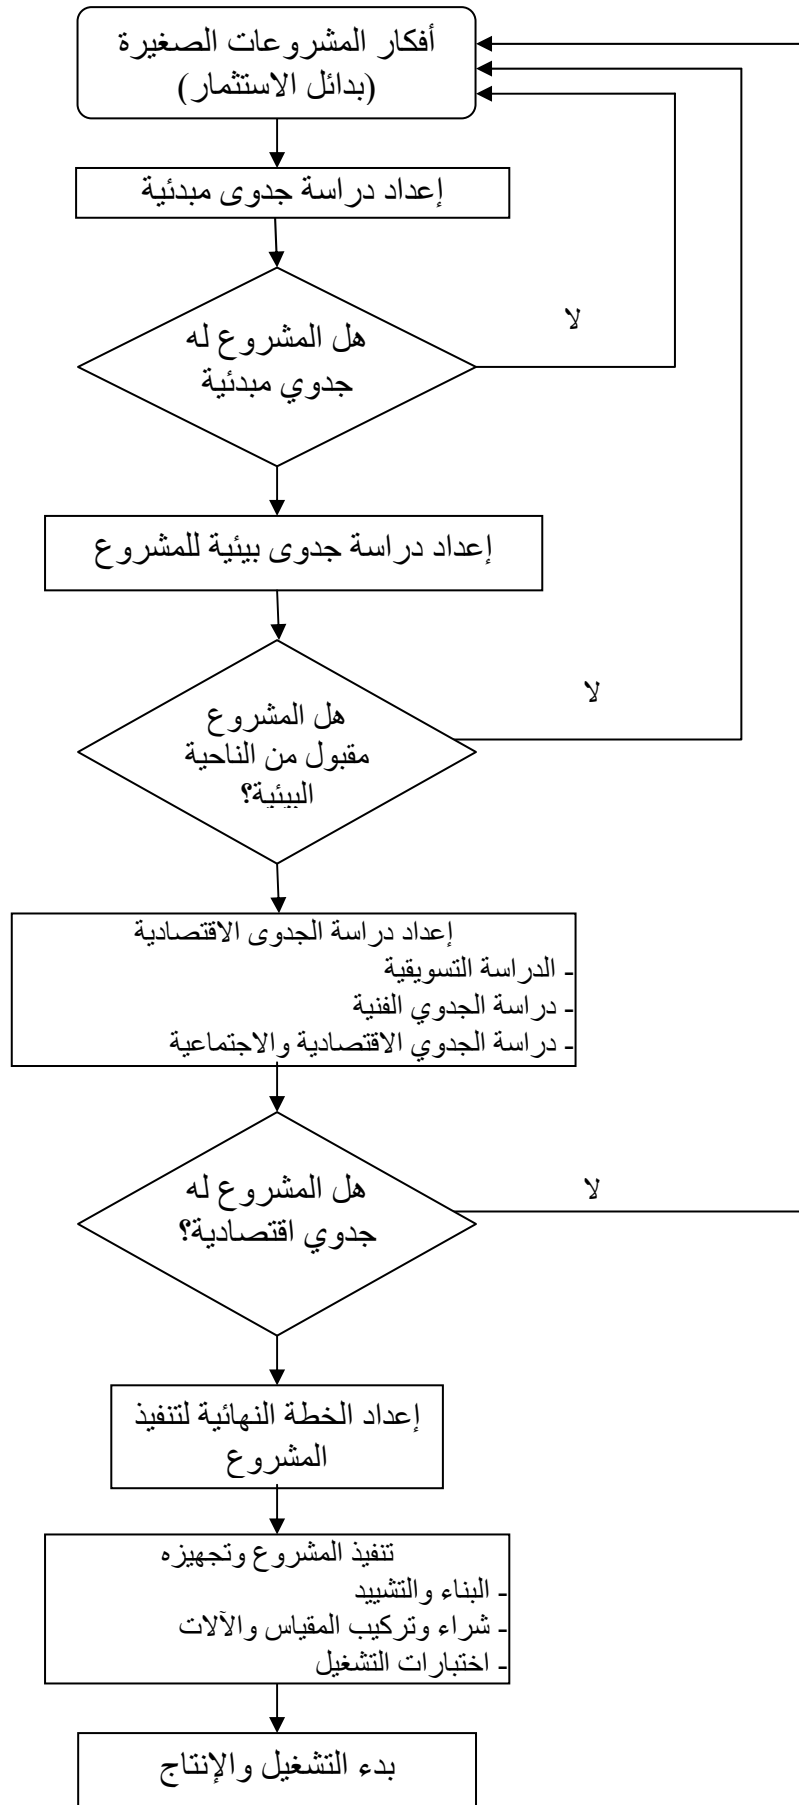 أفكار المشروعات الصغيرة
(بدائل الاستثمار)
إعداد دراسة جدوى مبدئية
هل المشروع له
جدوي مبدئية
لا
إعداد دراسة جدوى بيئية للمشروع
هل المشروع
مقبول من الناحية
البيئية؟
لا
إعداد دراسة الجدوى الاقتصادية
- الدراسة التسويقية
- دراسة الجدوي الفنية
- دراسة الجدوي الاقتصادية والاجتماعية
هل المشروع له
جدوي اقتصادية؟
لا
إعداد الخطة النهائية لتنفيذ
المشروع
تنفيذ المشروع وتجهيزه
- البناء والتشييد
- شراء وتركيب المقياس والآلات
- اختبارات التشغيل
بدء التشغيل والإنتاج